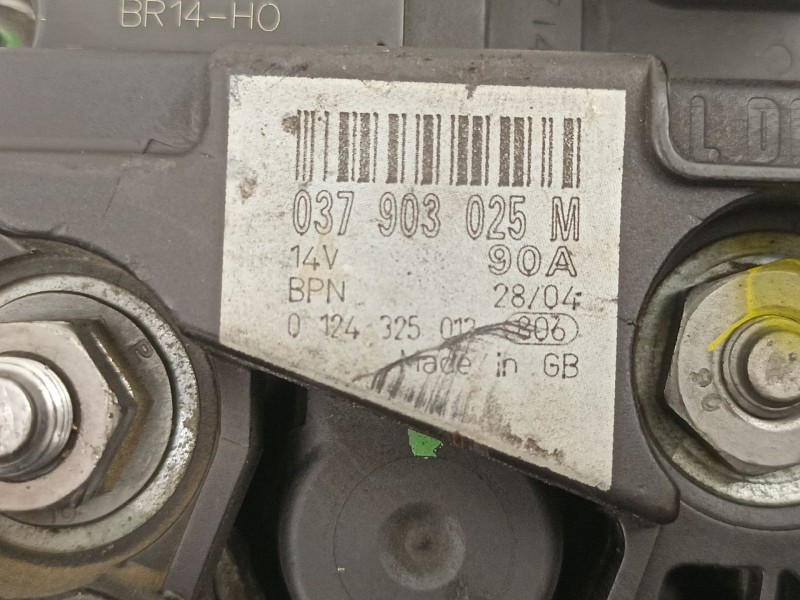 BR14-HO
037 903 025 M
14V 90A
BPN 28/04
0 124 325 013 806
Made in GB